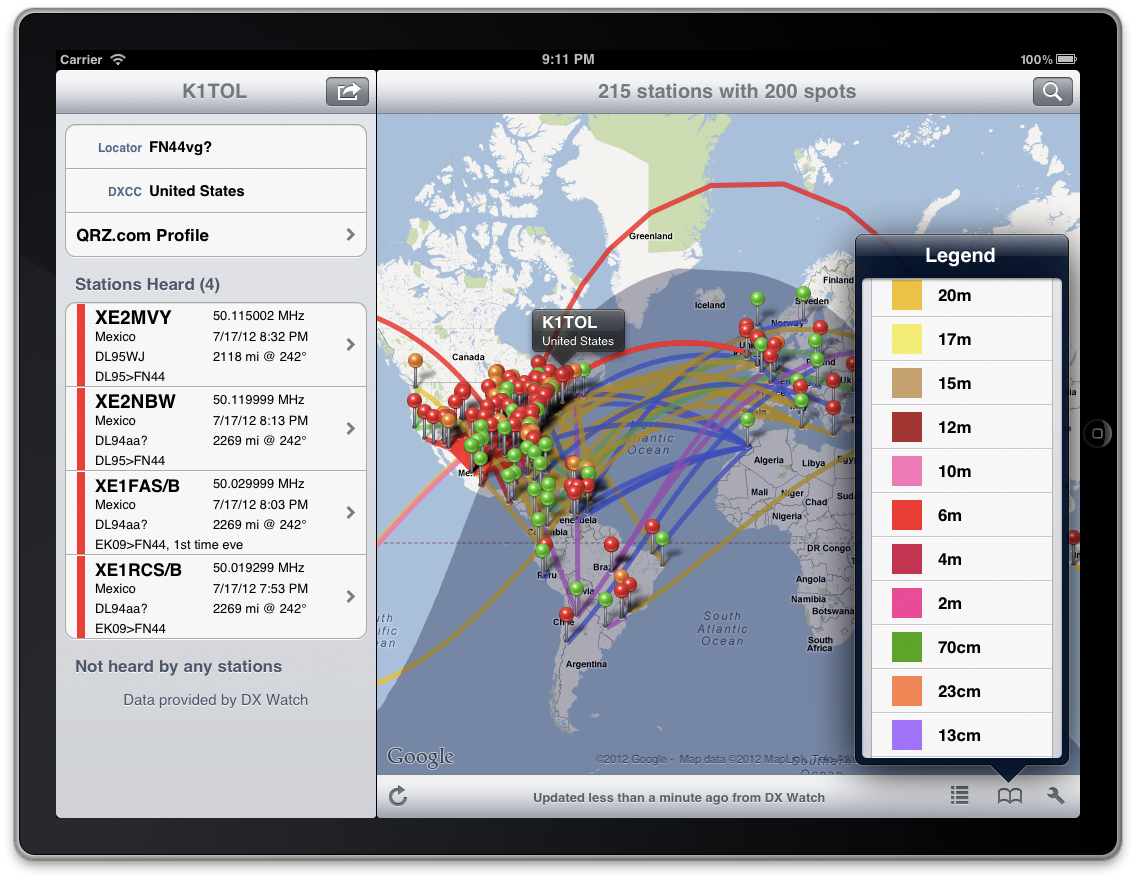 Carrier
9:11 PM
100%
K1TOL
215 stations with 200 spots
Locator FN44vg?
DXCC United States
QRZ.com Profile
Stations Heard (4)
XE2MVY 50.115002 MHz
Mexico 7/17/12 8:32 PM
DL95WJ 2118 mi @ 242°
DL95>FN44
XE2NBW 50.119999 MHz
Mexico 7/17/12 8:13 PM
DL94aa? 2269 mi @ 242°
DL95>FN44
XE1FAS/B 50.029999 MHz
Mexico 7/17/12 8:03 PM
DL94aa? 2269 mi @ 242°
EK09>FN44, 1st time eve
XE1RCS/B 50.019299 MHz
Mexico 7/17/12 7:53 PM
DL94aa? 2269 mi @ 242°
EK09>FN44
Not heard by any stations
Data provided by DX Watch
Greenland
Finland
Iceland
Sweden
Norway
K1TOL
United States
Canada
Atlantic
Ocean
Algeria
Libya
Mali
Niger
Chad
Nigeria
DR Congo
Angola
Namibia
Botswana
South
Africa
Peru
Argentina
South
Atlantic
Ocean
Google
©2012 Google - Map data ©2012
Legend
20m
17m
15m
12m
10m
6m
4m
2m
70cm
23cm
13cm
Updated less than a minute ago from DX Watch